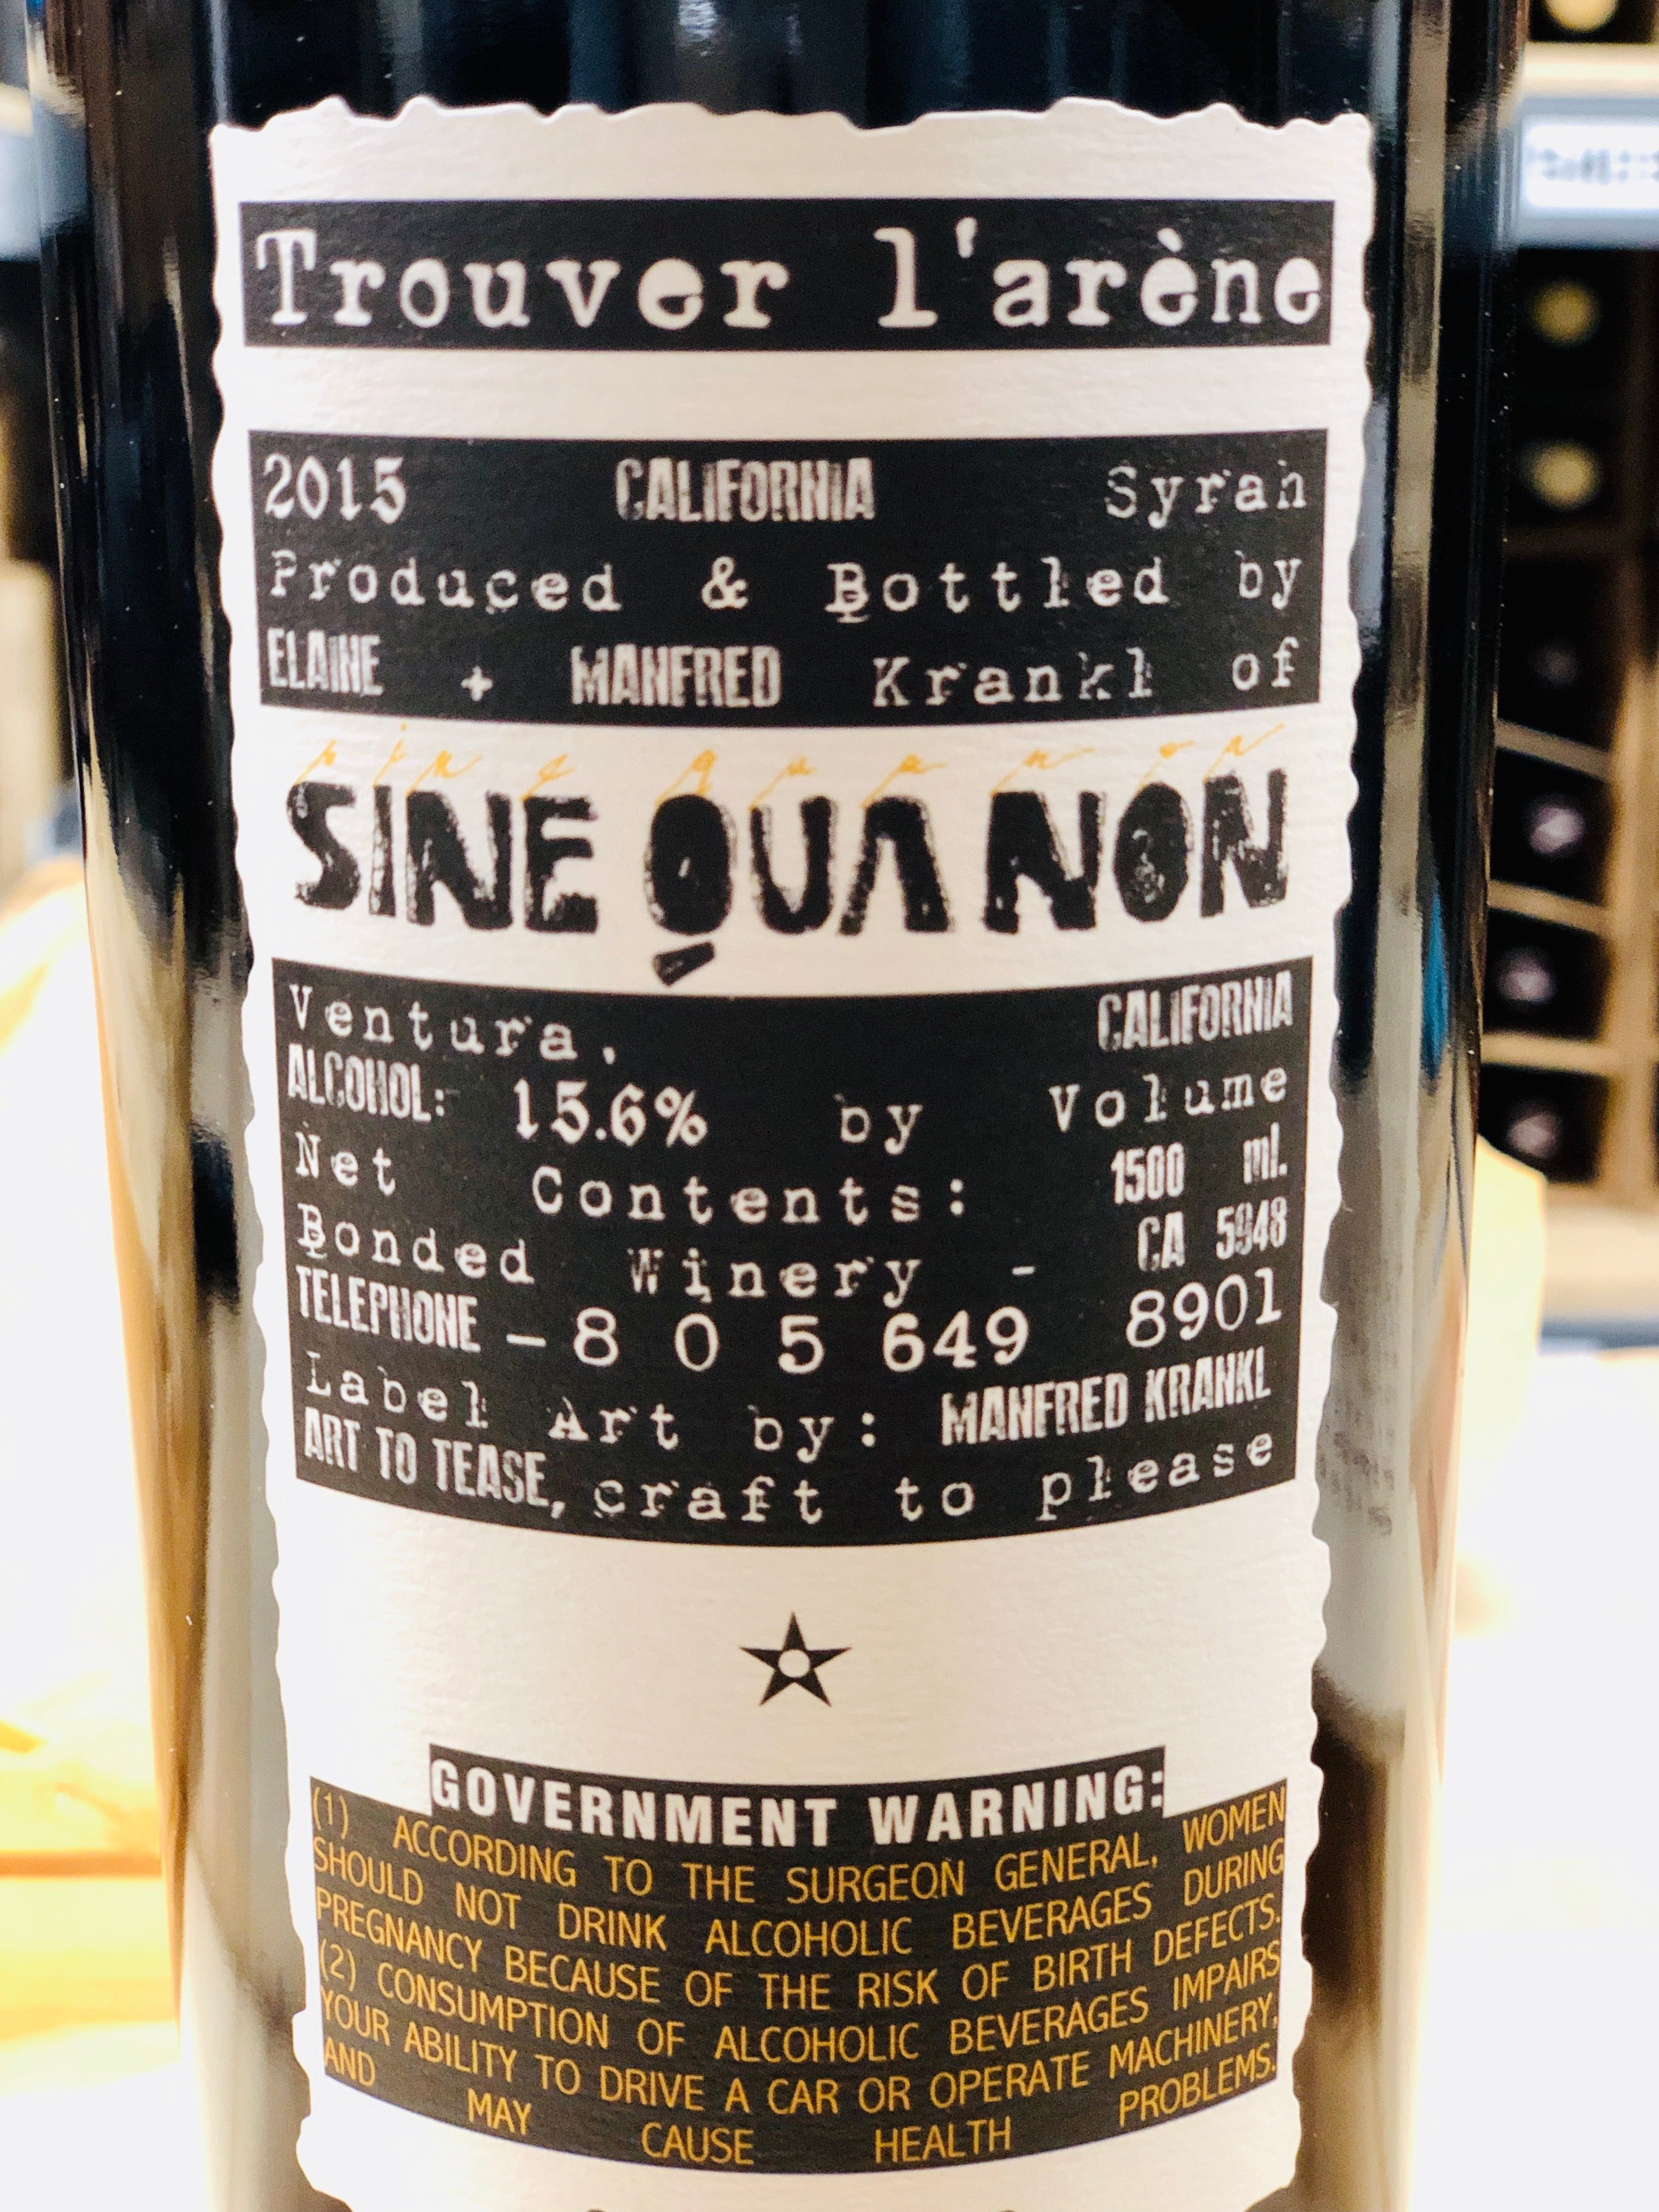 Trouver l'arène
2015 CALIFORNIA Syrah
Produced & Bottled by
ELAINE + MANFRED Krankl of
sine qua non
SINE QUA NON
Ventura, CALIFORNIA
ALCOHOL: 15.6% by Volume
Net Contents: 1500 ml.
Bonded Winery - CA 5948
TELEPHONE - 8 0 5 649 8901
Label Art by: MANFRED KRANKL
ART TO TEASE, craft to please
GOVERNMENT WARNING:
(1) ACCORDING TO THE SURGEON GENERAL, WOMEN
SHOULD NOT DRINK ALCOHOLIC BEVERAGES DURING
PREGNANCY BECAUSE OF THE RISK OF BIRTH DEFECTS.
(2) CONSUMPTION OF ALCOHOLIC BEVERAGES IMPAIRS
YOUR ABILITY TO DRIVE A CAR OR OPERATE MACHINERY,
AND MAY CAUSE HEALTH PROBLEMS.